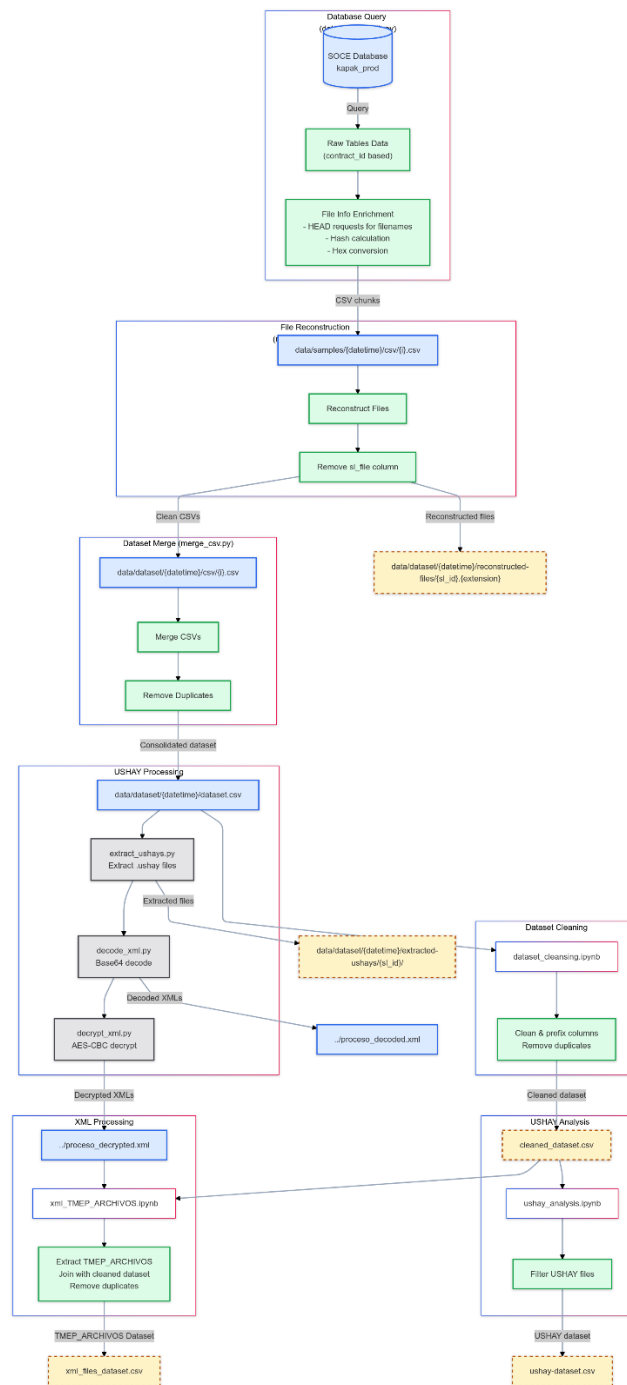 Database Query
SOCE Database
kapak_prod
Query
Raw Tables Data
(contract_id based)
File Info Enrichment
- HEAD requests for filenames
- Hash calculation
- Hex conversion
CSV chunks
File Reconstruction
data/samples/{datetime}/csv/{i}.csv
Reconstruct Files
Remove sl_file column
Clean CSVs
Reconstructed files
Dataset Merge (merge_csv.py)
data/dataset/{datetime}/csv/{i}.csv
data/dataset/{datetime}/reconstructed-
files/{sl_id}.{extension}
Merge CSVs
Remove Duplicates
Consolidated dataset
USHAY Processing
data/dataset/{datetime}/dataset.csv
extract_ushays.py
Extract .ushay files
Extracted files
Dataset Cleaning
decode_xml.py
Base64 decode
data/dataset/{datetime}/extracted-
ushays/{sl_id}/
dataset_cleansing.ipynb
Decoded XMLs
decrypt_xml.py
AES-CBC decrypt
../proceso_decoded.xml
Clean & prefix columns
Remove duplicates
Decrypted XMLs
Cleaned dataset
XML Processing
USHAY Analysis
../proceso_decrypted.xml
cleaned_dataset.csv
xml_TMEP_ARCHIVOS.ipynb
ushay_analysis.ipynb
Extract TMEP_ARCHIVOS
Join with cleaned dataset
Remove duplicates
Filter USHAY files
TMEP_ARCHIVOS Dataset
USHAY dataset
xml_files_dataset.csv
ushay-dataset.csv